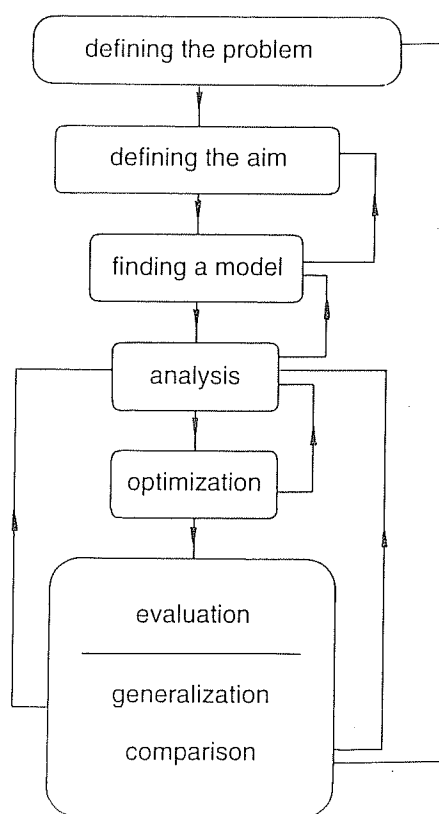 defining the problem
defining the aim
finding a model
analysis
optimization
evaluation
generalization
comparison